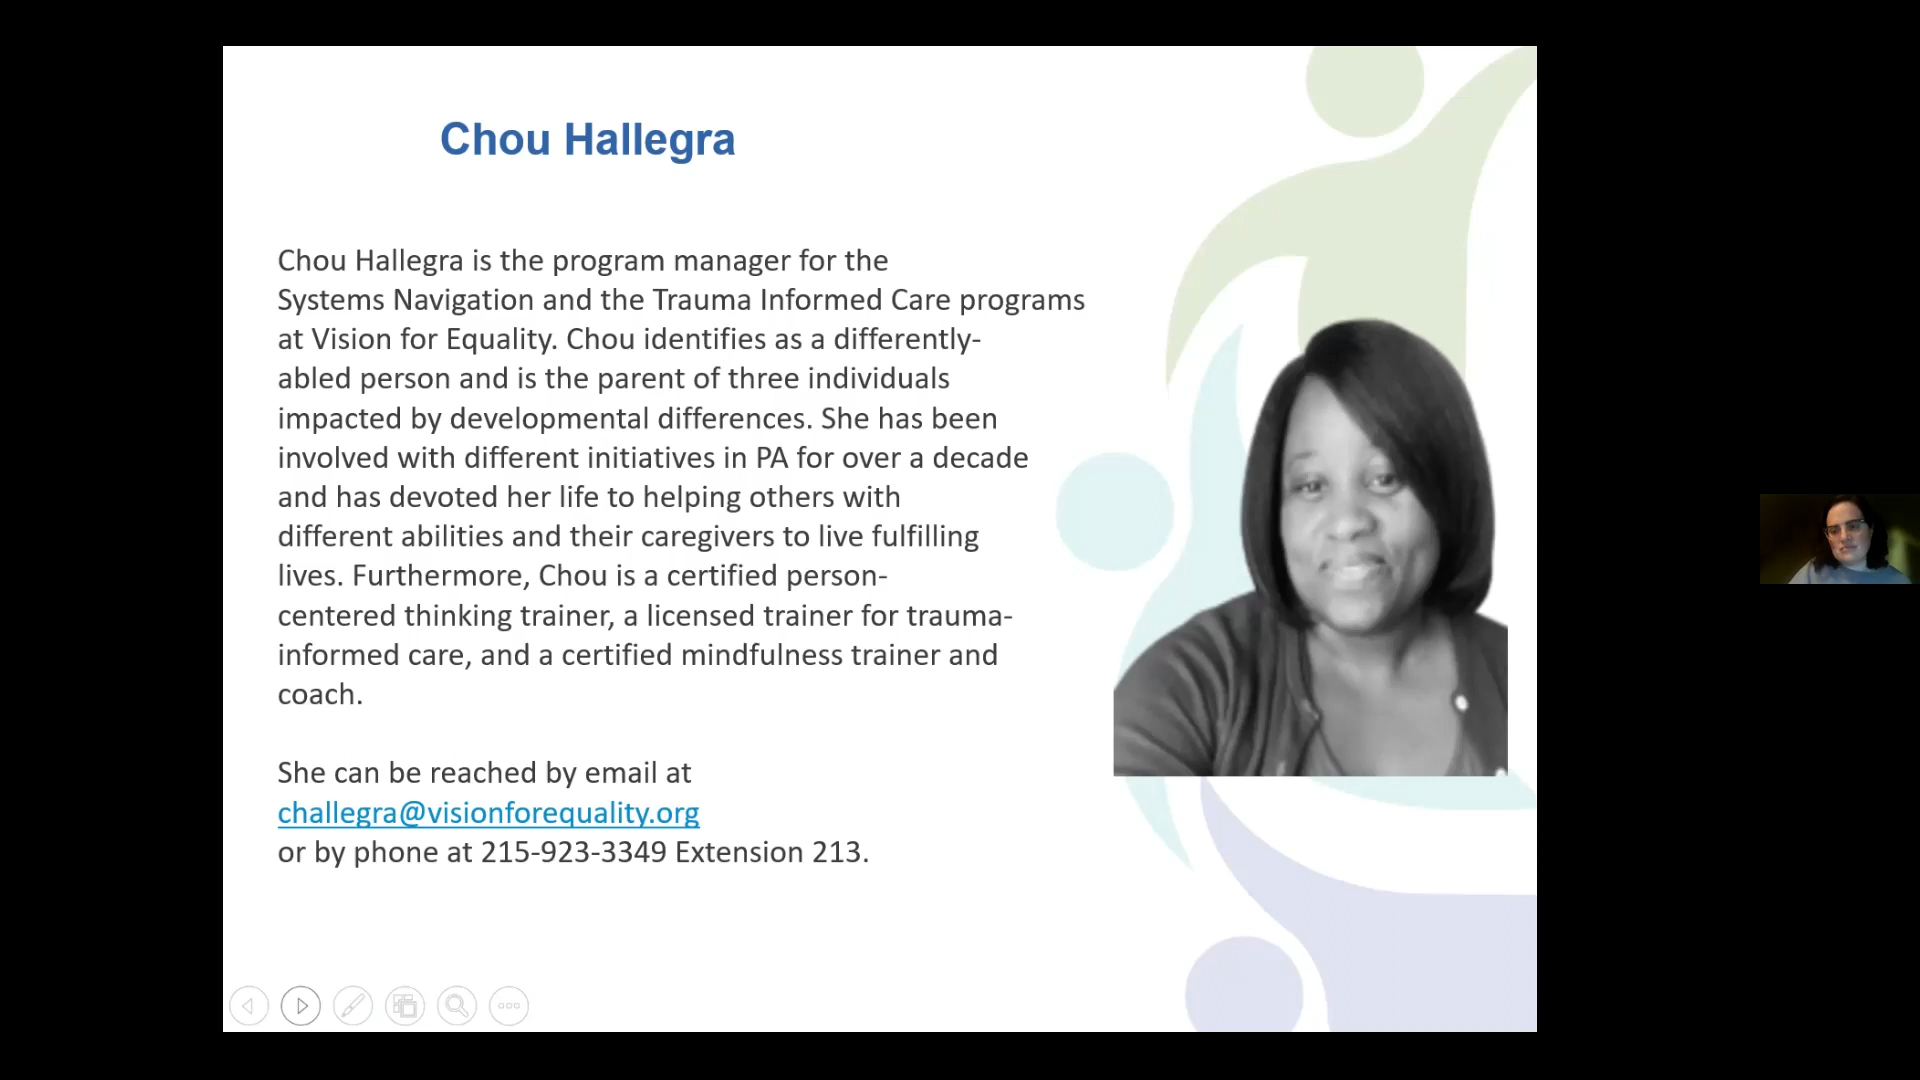 Chou Hallegra
Chou Hallegra is the program manager for the
Systems Navigation and the Trauma Informed Care programs
at Vision for Equality. Chou identifies as a differently-
abled person and is the parent of three individuals
impacted by developmental differences. She has been
involved with different initiatives in PA for over a decade
and has devoted her life to helping others with
different abilities and their caregivers to live fulfilling
lives. Furthermore, Chou is a certified person-
centered thinking trainer, a licensed trainer for trauma-
informed care, and a certified mindfulness trainer and
coach.
She can be reached by email at
challegra@visionforequality.org
or by phone at 215-923-3349 Extension 213.